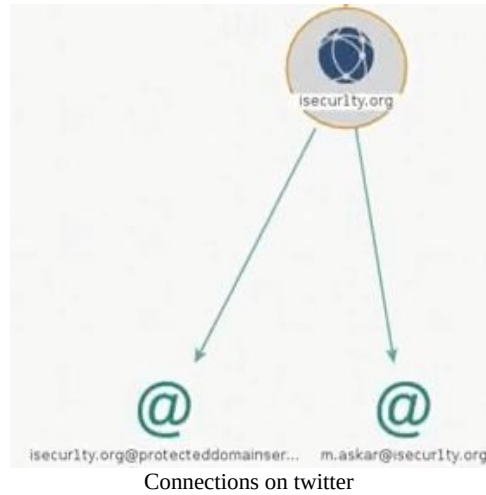 isecur1ty.org
@ @
isecur1ty.org@protecteddomainser... m.askar@isecur1ty.org
Connections on twitter